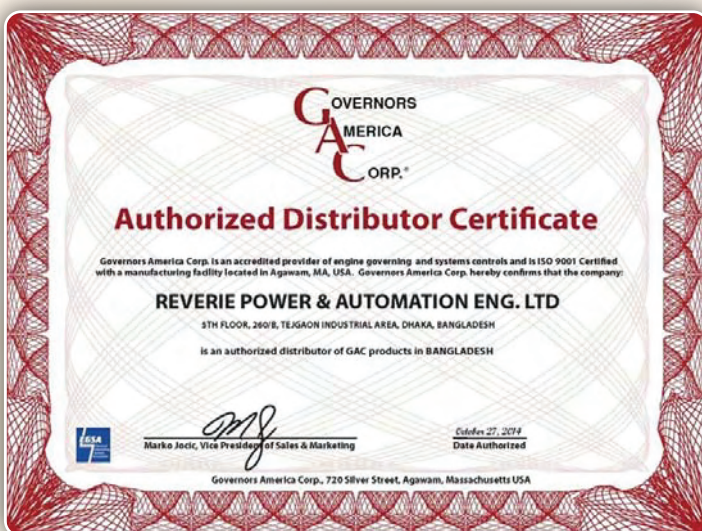 GOVERNORS
AMERICA
CORP.®
Authorized Distributor Certificate
Governors America Corp. is an accredited provider of engine governing and systems controls and is ISO 9001 Certified
with a manufacturing facility located in Agawam, MA, USA. Governors America Corp. hereby confirms that the company:
REVERIE POWER & AUTOMATION ENG. LTD
5TH FLOOR, 260/B, TEJGAON INDUSTRIAL AREA, DHAKA, BANGLADESH
is an authorized distributor of GAC products in BANGLADESH
October 27, 2014
Marko Jocic, Vice President of Sales & Marketing
Date Authorized
EGSA
Governors America Corp., 720 Silver Street, Agawam, Massachusetts USA